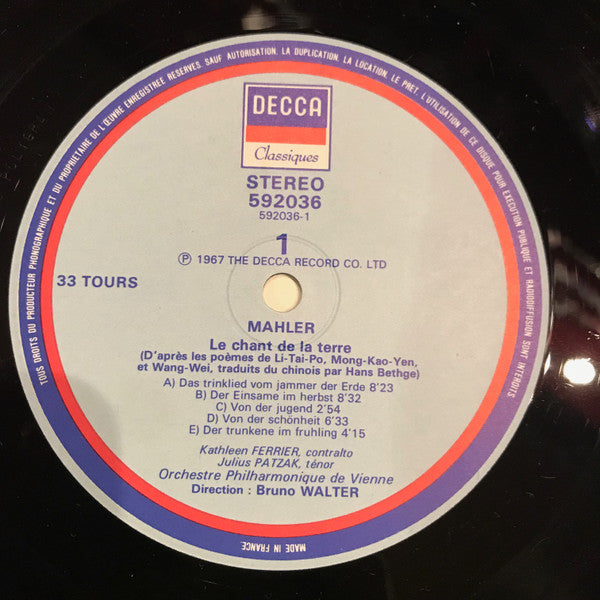 TOUS DROITS DU PRODUCTEUR PHONOGRAPHIQUE ET DU PROPRIETAIRE DE L'ŒUVRE ENREGISTREE RESERVES. SAUF AUTORISATION, LA DUPLICATION, LA LOCATION, LE PRET, L'UTILISATION DE CE DISQUE POUR EXECUTION PUBLIQUE ET RADIODIFFUSION SONT INTERDITS.
DECCA
Classiques
STEREO
592036
592036-1
1
℗ 1967 THE DECCA RECORD CO. LTD
33 TOURS
MAHLER
Le chant de la terre
(D'après les poèmes de Li-Tai-Po, Mong-Kao-Yen,
et Wang-Wei, traduits du chinois par Hans Bethge)
A) Das trinklied vom jammer der Erde 8'23
B) Der Einsame im herbst 8'32
C) Von der jugend 2'54
D) Von der schönheit 6'33
E) Der trunkene im fruhling 4'15
Kathleen FERRIER, contralto
Julius PATZAK, ténor
Orchestre Philharmonique de Vienne
Direction : Bruno WALTER
MADE IN FRANCE.